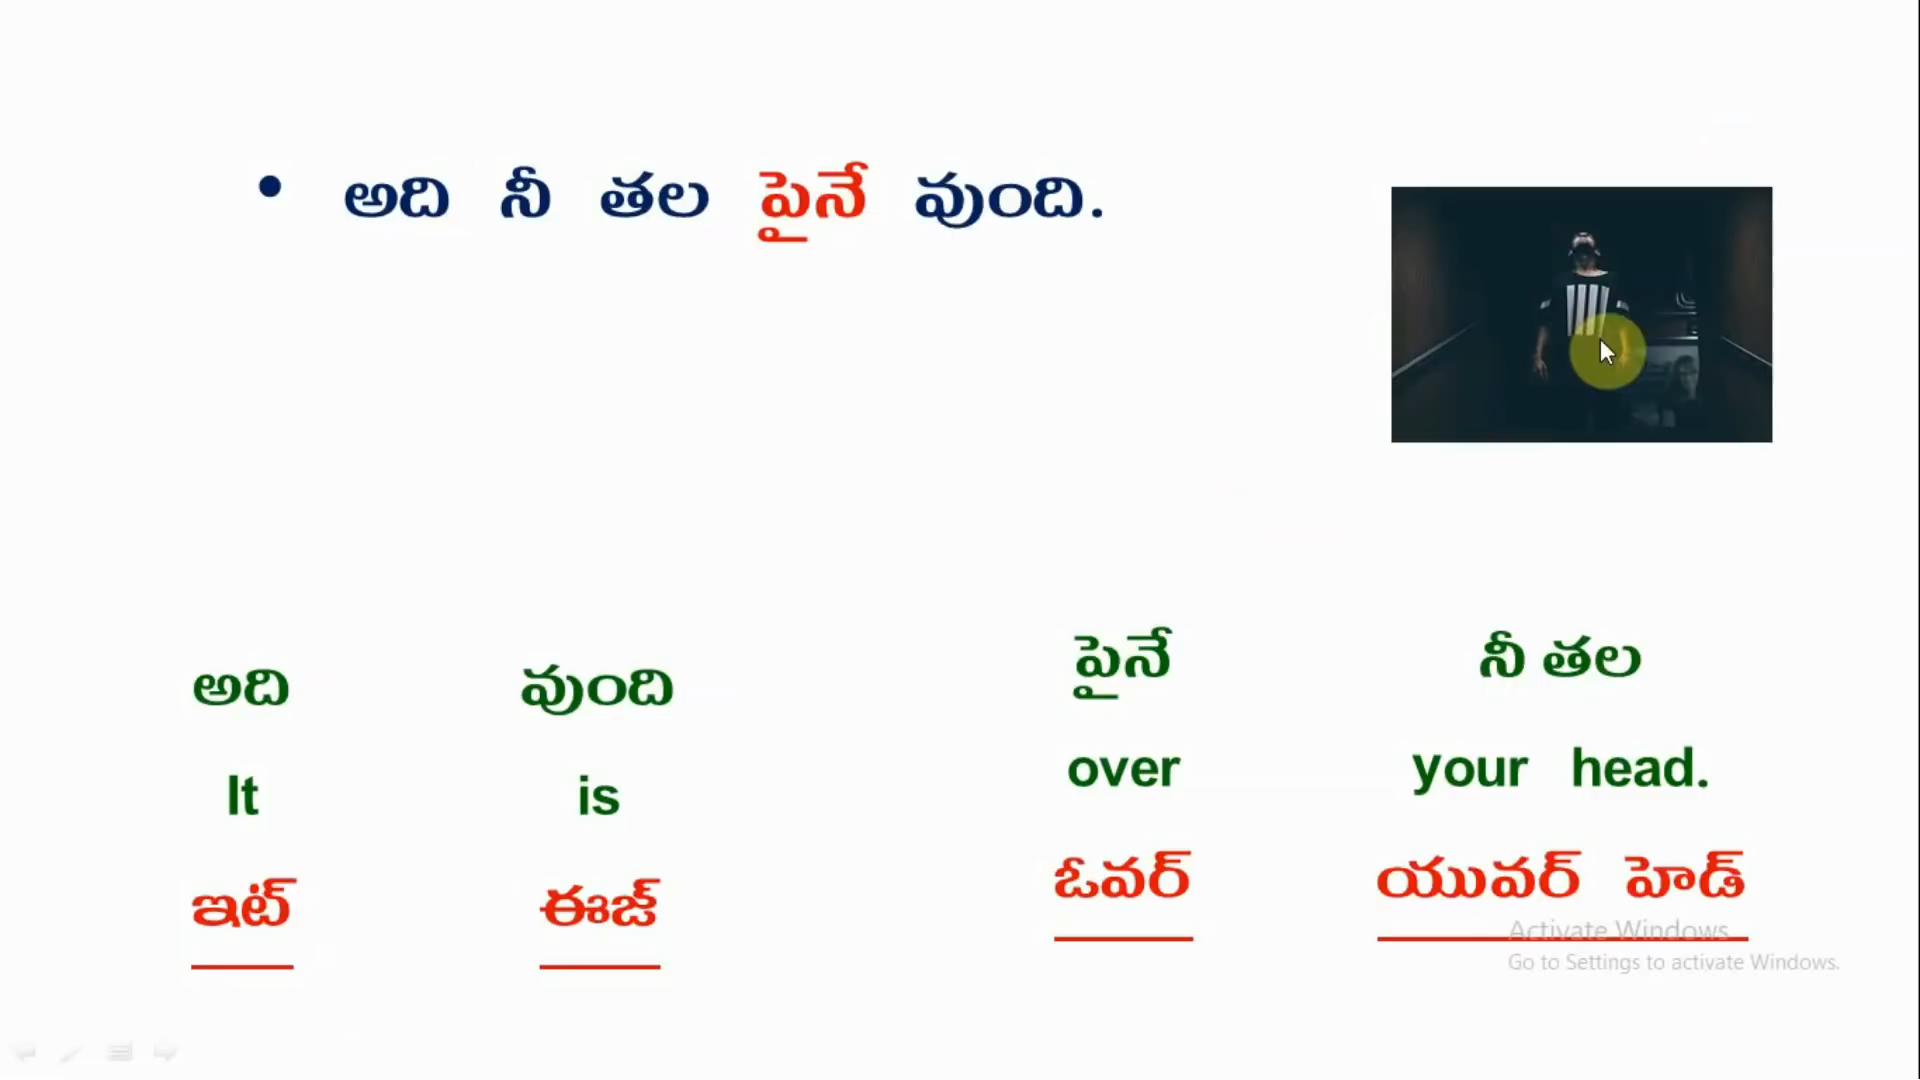 • అది నీ తల పైనే వుంది.
అది వుంది పైనే నీ తల
It is over your head.
ఇట్ ఈజ్ ఓవర్ యువర్ హెడ్
Activate Windows
Go to Settings to activate Windows.